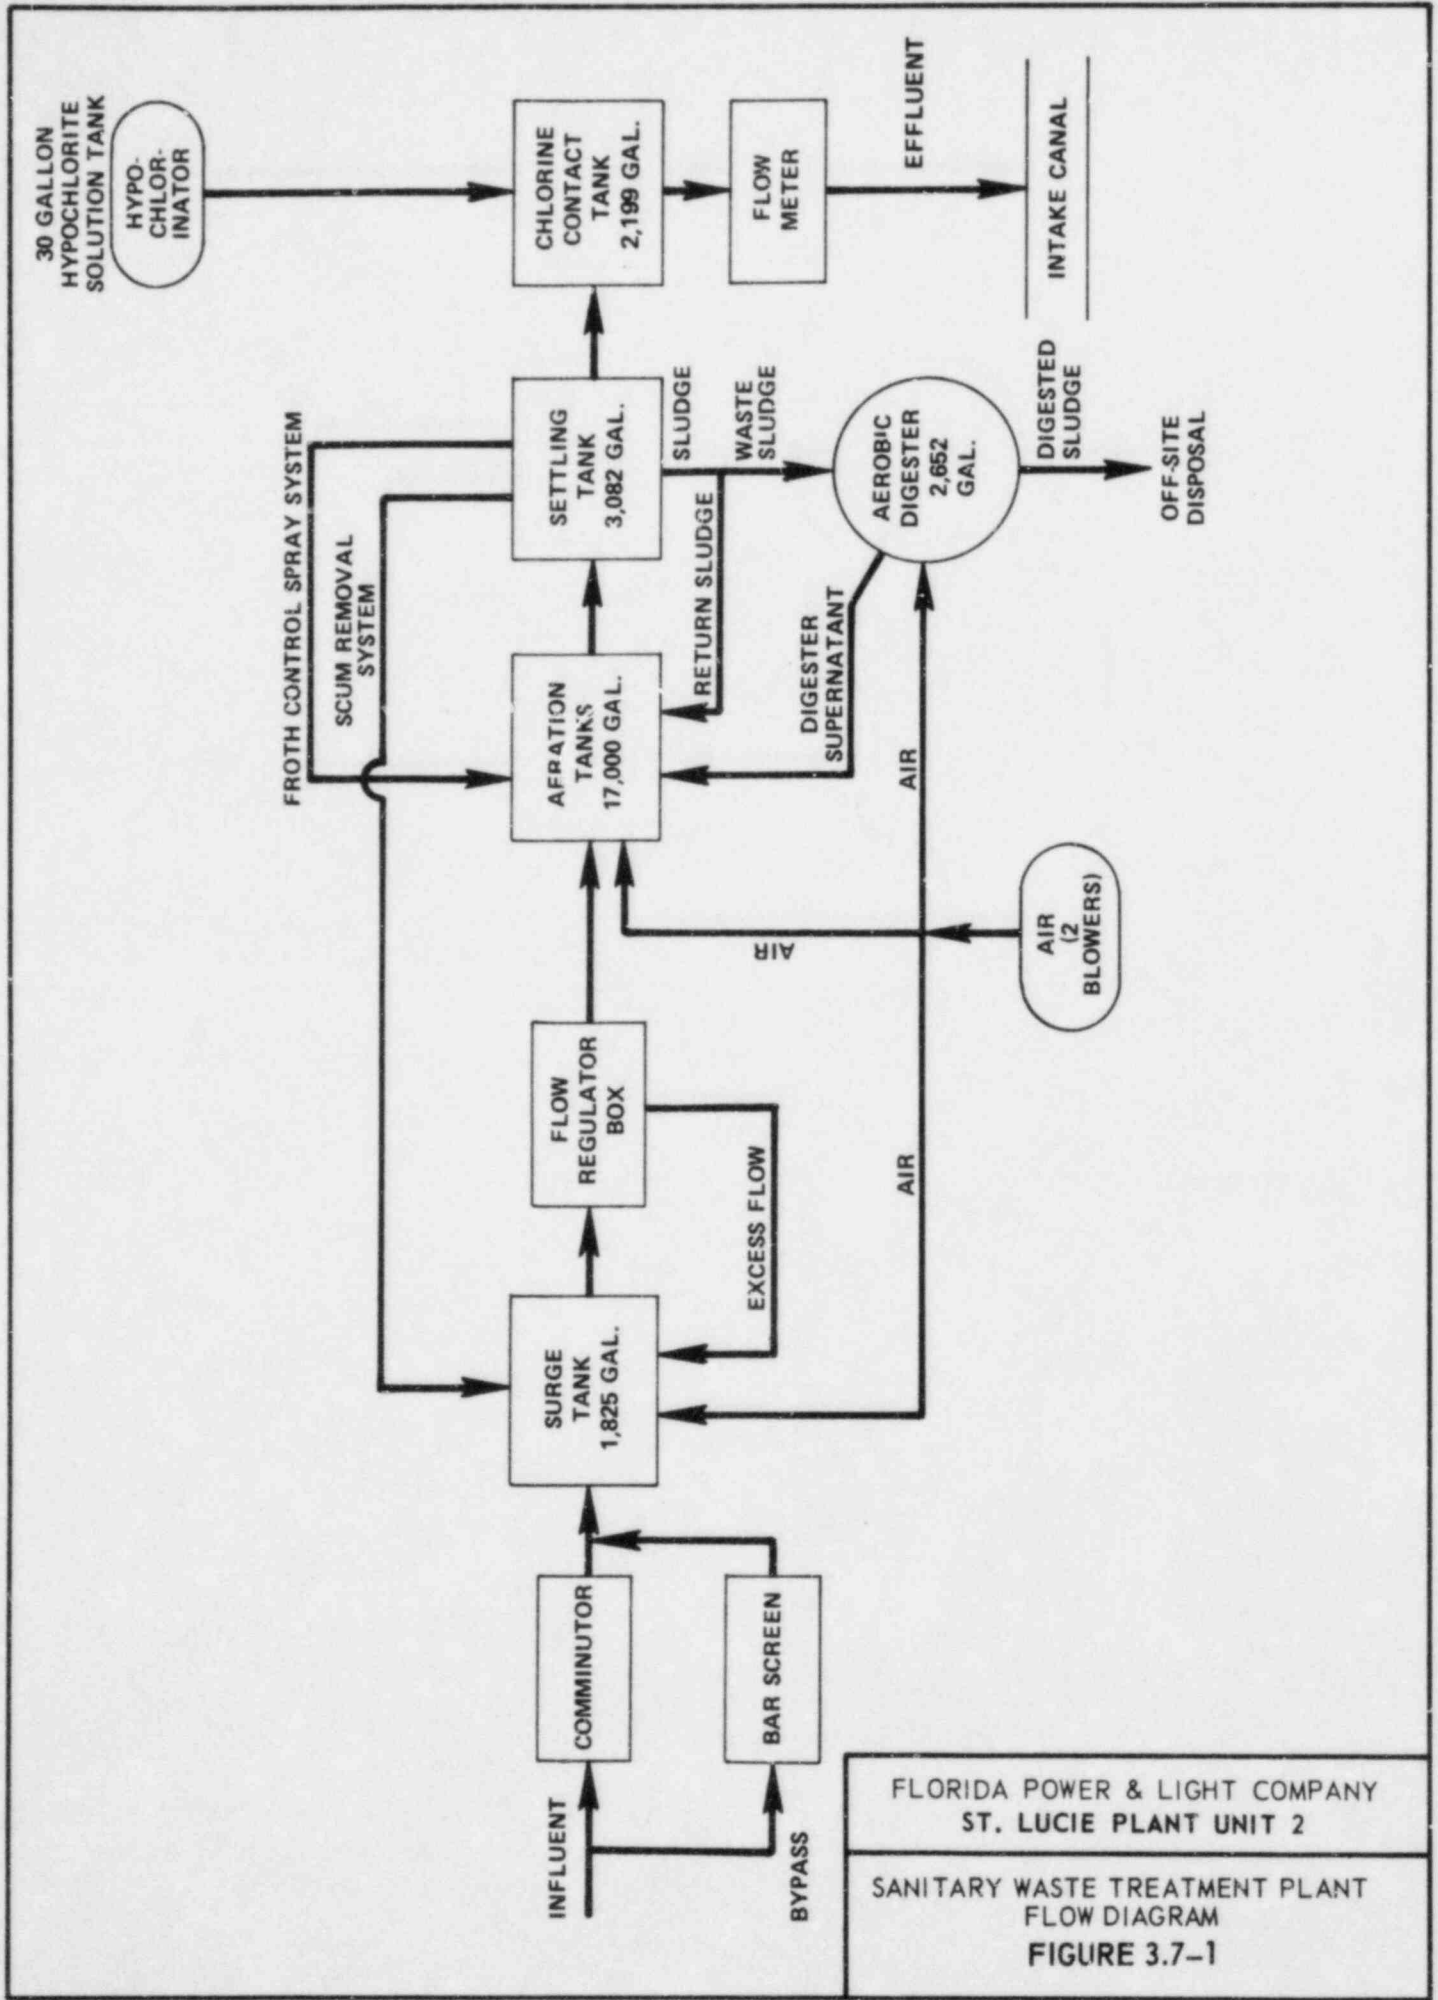 30 GALLON
HYPOCHLORITE
SOLUTION TANK
HYPO-
CHLOR-
INATOR
FROTH CONTROL SPRAY SYSTEM
SCUM REMOVAL
SYSTEM
INFLUENT
COMMINUTOR
SURGE
TANK
1,825 GAL.
FLOW
REGULATOR
BOX
AERATION
TANKS
17,000 GAL.
SETTLING
TANK
3,082 GAL.
CHLORINE
CONTACT
TANK
2,199 GAL.
BYPASS
BAR SCREEN
EXCESS FLOW
AIR
RETURN SLUDGE
SLUDGE
WASTE
SLUDGE
FLOW
METER
DIGESTER
SUPERNATANT
AEROBIC
DIGESTER
2,652
GAL.
EFFLUENT
AIR
AIR
AIR
(2
BLOWERS)
DIGESTED
SLUDGE
INTAKE CANAL
OFF-SITE
DISPOSAL
FLORIDA POWER & LIGHT COMPANY
ST. LUCIE PLANT UNIT 2
SANITARY WASTE TREATMENT PLANT
FLOW DIAGRAM
FIGURE 3.7-1